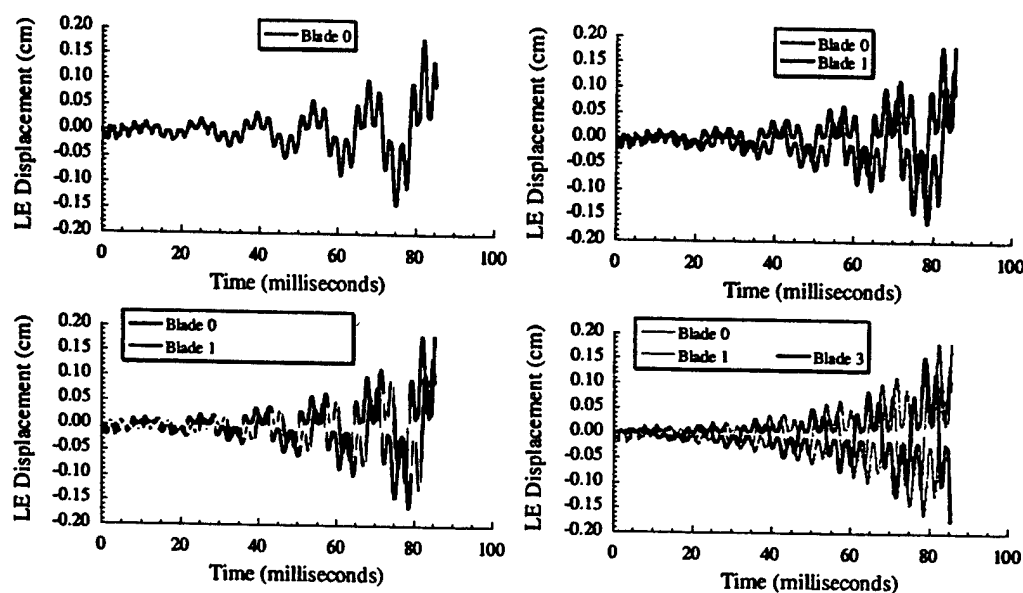 LE Displacement (cm)
0.20
0.15
0.10
0.05
0.00
-0.05
-0.10
-0.15
-0.20
Blade 0
0 20 40 60 80 100
Time (milliseconds)
LE Displacement (cm)
0.20
0.15
0.10
0.05
0.00
-0.05
-0.10
-0.15
-0.20
Blade 0
Blade 1
0 20 40 60 80 100
Time (milliseconds)
LE Displacement (cm)
0.20
0.15
0.10
0.05
0.00
-0.05
-0.10
-0.15
-0.20
Blade 0
Blade 1
0 20 40 60 80 100
Time (milliseconds)
LE Displacement (cm)
0.20
0.15
0.10
0.05
0.00
-0.05
-0.10
-0.15
-0.20
Blade 0
Blade 1 Blade 3
0 20 40 60 80 100
Time (milliseconds)